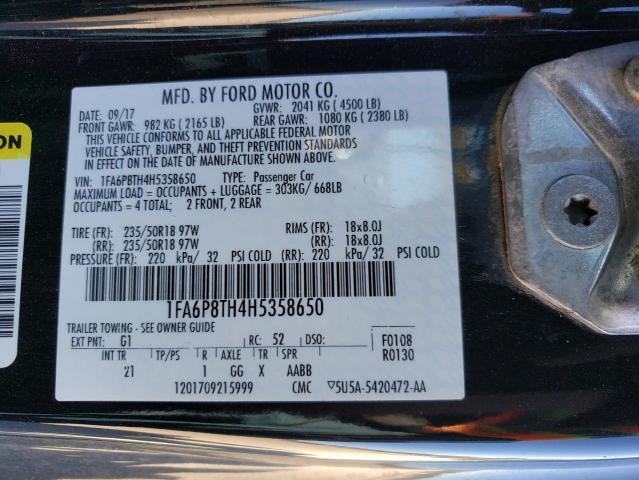 MFD. BY FORD MOTOR CO.
DATE: 09/17 GVWR: 2041 KG ( 4500 LB)
FRONT GAWR: 982 KG ( 2165 LB) REAR GAWR: 1080 KG ( 2380 LB)
THIS VEHICLE CONFORMS TO ALL APPLICABLE FEDERAL MOTOR
VEHICLE SAFETY, BUMPER, AND THEFT PREVENTION STANDARDS
IN EFFECT ON THE DATE OF MANUFACTURE SHOWN ABOVE.
VIN: 1FA6P8TH4H5358650 TYPE: Passenger Car
MAXIMUM LOAD = OCCUPANTS + LUGGAGE = 303KG/ 668LB
OCCUPANTS = 4 TOTAL; 2 FRONT, 2 REAR
TIRE (FR): 235/50R18 97W RIMS (FR): 18x8.0J
(RR): 235/50R18 97W (RR): 18x8.0J
PRESSURE (FR): 220 kPa/ 32 PSI COLD (RR): 220 kPa/ 32 PSI COLD
1FA6P8TH4H5358650
TRAILER TOWING - SEE OWNER GUIDE
EXT PNT: G1 RC: 52 DSO: F0108
R0130
INT TR TP/PS R AXLE TR SPR
21 1 GG X AABB
1201709215999 CMC ▽5U5A-5420472-AA